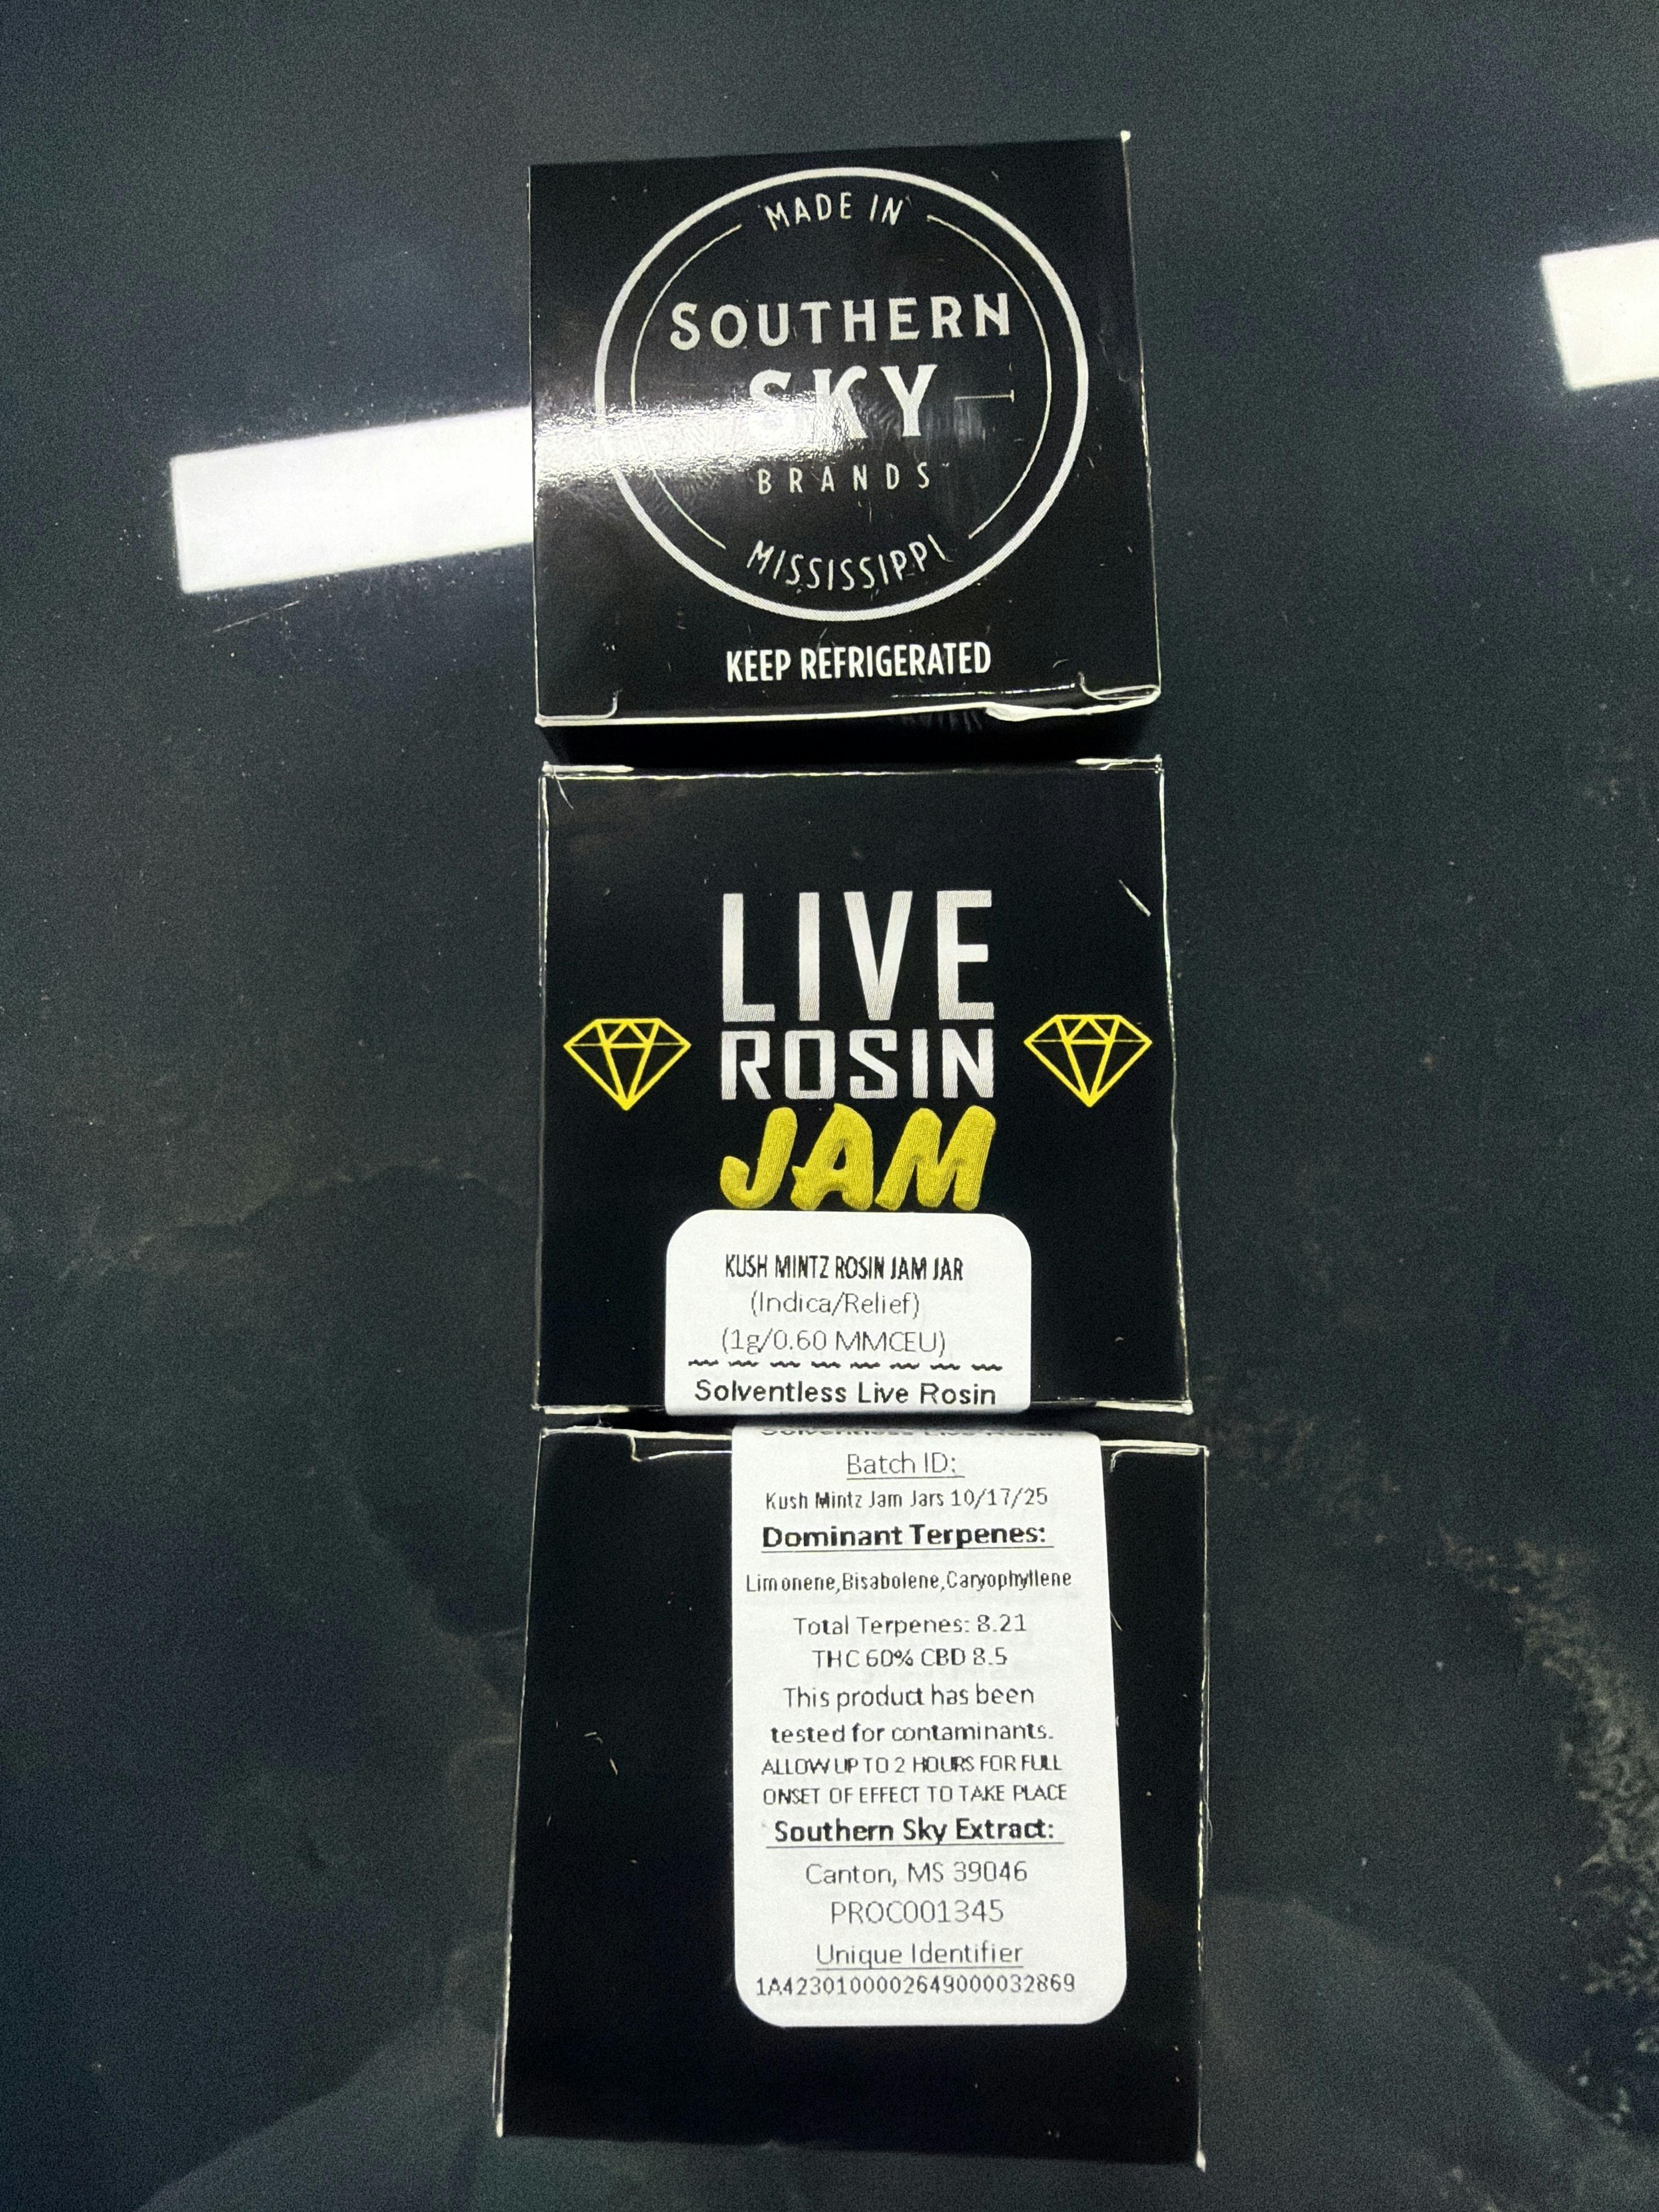 MADE IN
SOUTHERN
SKY
BRANDS
MISSISSIPPI
KEEP REFRIGERATED
LIVE
ROSIN
JAM
KUSH MINTZ ROSIN JAM JAR
(Indica/Relief)
(1g/0.60 MMCEU)
Solventless Live Rosin
Solventless Live Rosin
Batch ID:
Kush Mintz Jam Jars 10/17/25
Dominant Terpenes:
Limonene,Bisabolene,Caryophyllene
Total Terpenes: 8.21
THC 60% CBD 8.5
This product has been
tested for contaminants.
ALLOW UP TO 2 HOURS FOR FULL
ONSET OF EFFECT TO TAKE PLACE
Southern Sky Extract:
Canton, MS 39046
PROC001345
Unique Identifier
1A4230100002649000032869